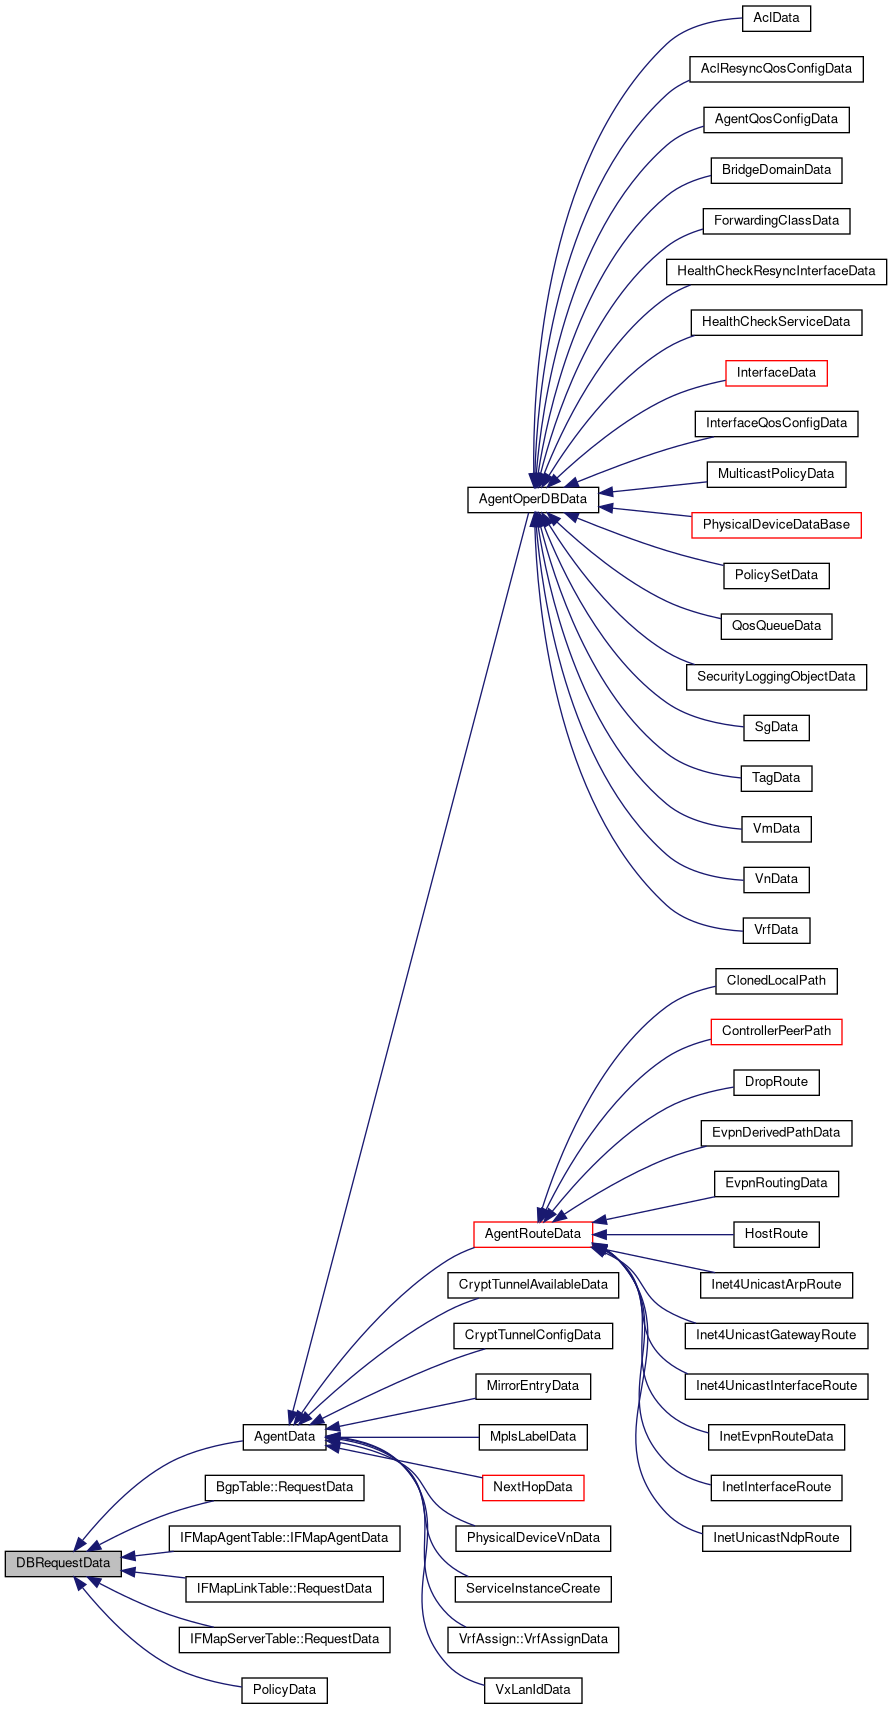 AclData
AclResyncQosConfigData
AgentQosConfigData
BridgeDomainData
ForwardingClassData
HealthCheckResyncInterfaceData
HealthCheckServiceData
InterfaceData
InterfaceQosConfigData
MulticastPolicyData
AgentOperDBData
PhysicalDeviceDataBase
PolicySetData
QosQueueData
SecurityLoggingObjectData
SgData
TagData
VmData
VnData
VrfData
ClonedLocalPath
ControllerPeerPath
DropRoute
EvpnDerivedPathData
EvpnRoutingData
AgentRouteData
HostRoute
CryptTunnelAvailableData
Inet4UnicastArpRoute
CryptTunnelConfigData
Inet4UnicastGatewayRoute
MirrorEntryData
Inet4UnicastInterfaceRoute
AgentData
MplsLabelData
InetEvpnRouteData
BgpTable::RequestData
NextHopData
InetInterfaceRoute
IFMapAgentTable::IFMapAgentData
PhysicalDeviceVnData
InetUnicastNdpRoute
DBRequestData
IFMapLinkTable::RequestData
ServiceInstanceCreate
IFMapServerTable::RequestData
VrfAssign::VrfAssignData
PolicyData
VxLanIdData